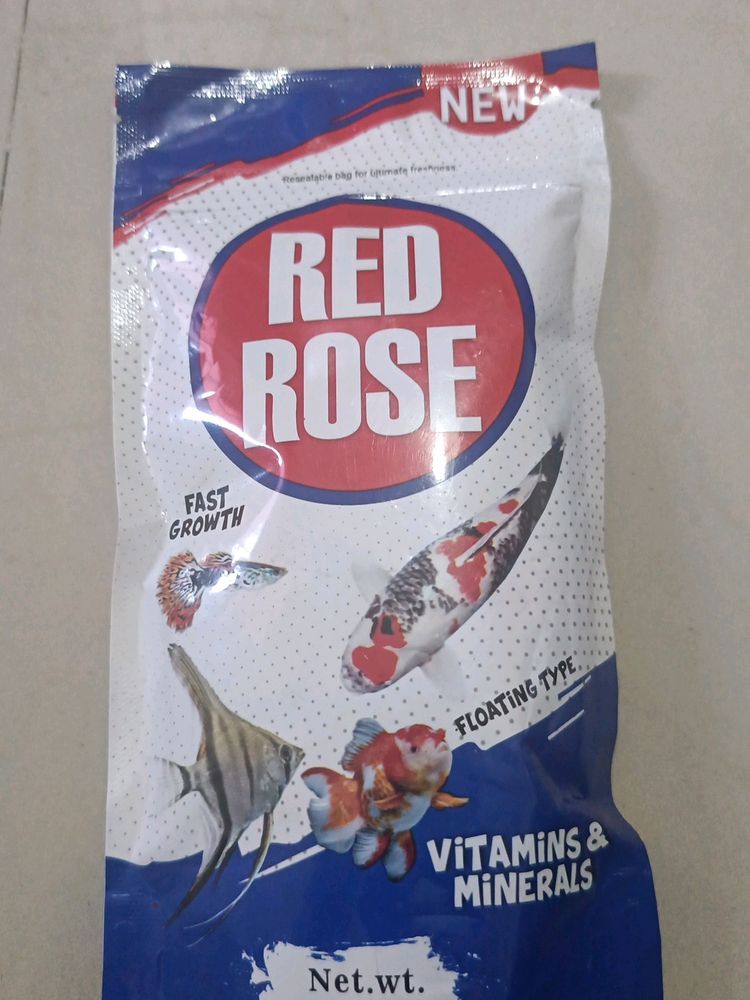 NEW
Resealable bag for ultimate freshness.
RED
ROSE
FAST
GROWTH
FLOATING TYPE
VITAMINS &
MINERALS
Net.wt.